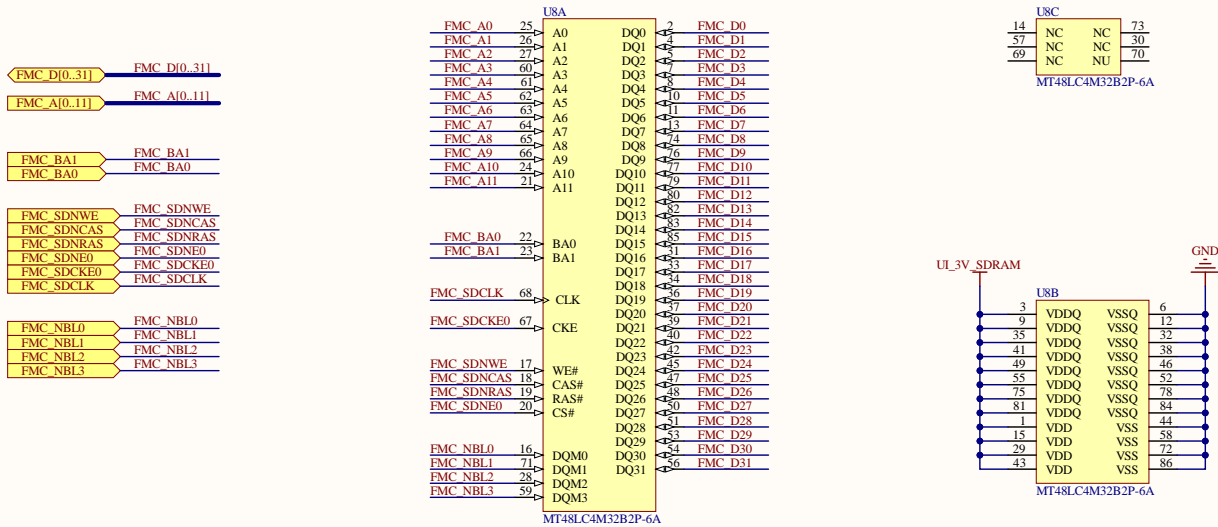 FMC_D[0..31] FMC_D[0..31]
FMC_A[0..11] FMC_A[0..11]
FMC_BA1 FMC_BA1
FMC_BA0 FMC_BA0
FMC_SDNWE FMC_SDNWE
FMC_SDNCAS FMC_SDNCAS
FMC_SDNRAS FMC_SDNRAS
FMC_SDNE0 FMC_SDNE0
FMC_SDCKE0 FMC_SDCKE0
FMC_SDCLK FMC_SDCLK
FMC_NBL0 FMC_NBL0
FMC_NBL1 FMC_NBL1
FMC_NBL2 FMC_NBL2
FMC_NBL3 FMC_NBL3
U8A
FMC_A0 25 A0 DQ0 2 FMC_D0
FMC_A1 26 A1 DQ1 4 FMC_D1
FMC_A2 27 A2 DQ2 5 FMC_D2
FMC_A3 60 A3 DQ3 7 FMC_D3
FMC_A4 61 A4 DQ4 8 FMC_D4
FMC_A5 62 A5 DQ5 10 FMC_D5
FMC_A6 63 A6 DQ6 11 FMC_D6
FMC_A7 64 A7 DQ7 13 FMC_D7
FMC_A8 65 A8 DQ8 74 FMC_D8
FMC_A9 66 A9 DQ9 76 FMC_D9
FMC_A10 24 A10 DQ10 77 FMC_D10
FMC_A11 21 A11 DQ11 79 FMC_D11
DQ12 80 FMC_D12
DQ13 82 FMC_D13
DQ14 83 FMC_D14
FMC_BA0 22 BA0 DQ15 85 FMC_D15
FMC_BA1 23 BA1 DQ16 31 FMC_D16
DQ17 33 FMC_D17
DQ18 34 FMC_D18
FMC_SDCLK 68 CLK DQ19 36 FMC_D19
DQ20 37 FMC_D20
FMC_SDCKE0 67 CKE DQ21 39 FMC_D21
DQ22 40 FMC_D22
DQ23 42 FMC_D23
FMC_SDNWE 17 WE# DQ24 45 FMC_D24
FMC_SDNCAS 18 CAS# DQ25 47 FMC_D25
FMC_SDNRAS 19 RAS# DQ26 48 FMC_D26
FMC_SDNE0 20 CS# DQ27 50 FMC_D27
DQ28 51 FMC_D28
DQ29 53 FMC_D29
FMC_NBL0 16 DQM0 DQ30 54 FMC_D30
FMC_NBL1 71 DQM1 DQ31 56 FMC_D31
FMC_NBL2 28 DQM2
FMC_NBL3 59 DQM3
MT48LC4M32B2P-6A
U8C
14 NC NC 73
57 NC NC 30
69 NC NU 70
MT48LC4M32B2P-6A
UI_3V_SDRAM GND
U8B
3 VDDQ VSSQ 6
9 VDDQ VSSQ 12
35 VDDQ VSSQ 32
41 VDDQ VSSQ 38
49 VDDQ VSSQ 46
55 VDDQ VSSQ 52
75 VDDQ VSSQ 78
81 VDDQ VSSQ 84
1 VDD VSS 44
15 VDD VSS 58
29 VDD VSS 72
43 VDD VSS 86
MT48LC4M32B2P-6A